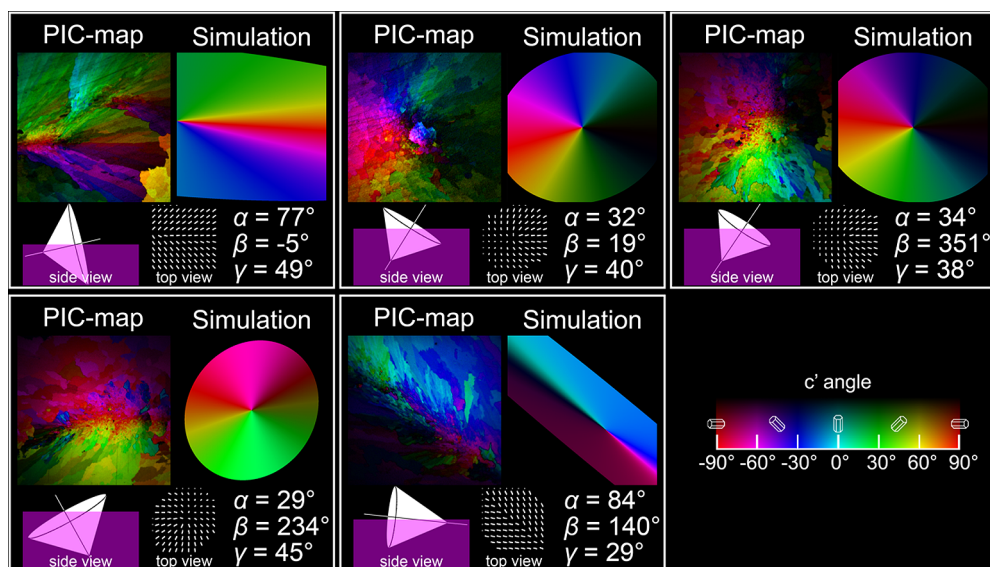 PIC-map Simulation
α = 77°
β = -5°
γ = 49°
side view top view
PIC-map Simulation
α = 32°
β = 19°
γ = 40°
side view top view
PIC-map Simulation
α = 34°
β = 351°
γ = 38°
side view top view
PIC-map Simulation
α = 29°
β = 234°
γ = 45°
side view top view
PIC-map Simulation
α = 84°
β = 140°
γ = 29°
side view top view
c' angle
-90° -60° -30° 0° 30° 60° 90°